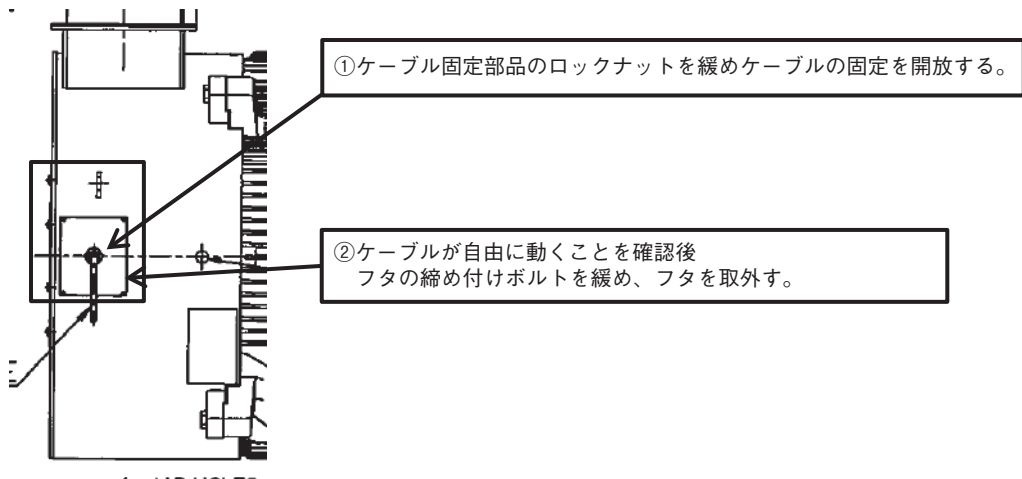 ①ケーブル固定部品のロックナットを緩めケーブルの固定を開放する。
②ケーブルが自由に動くことを確認後
フタの締め付けボルトを緩め、フタを取外す。